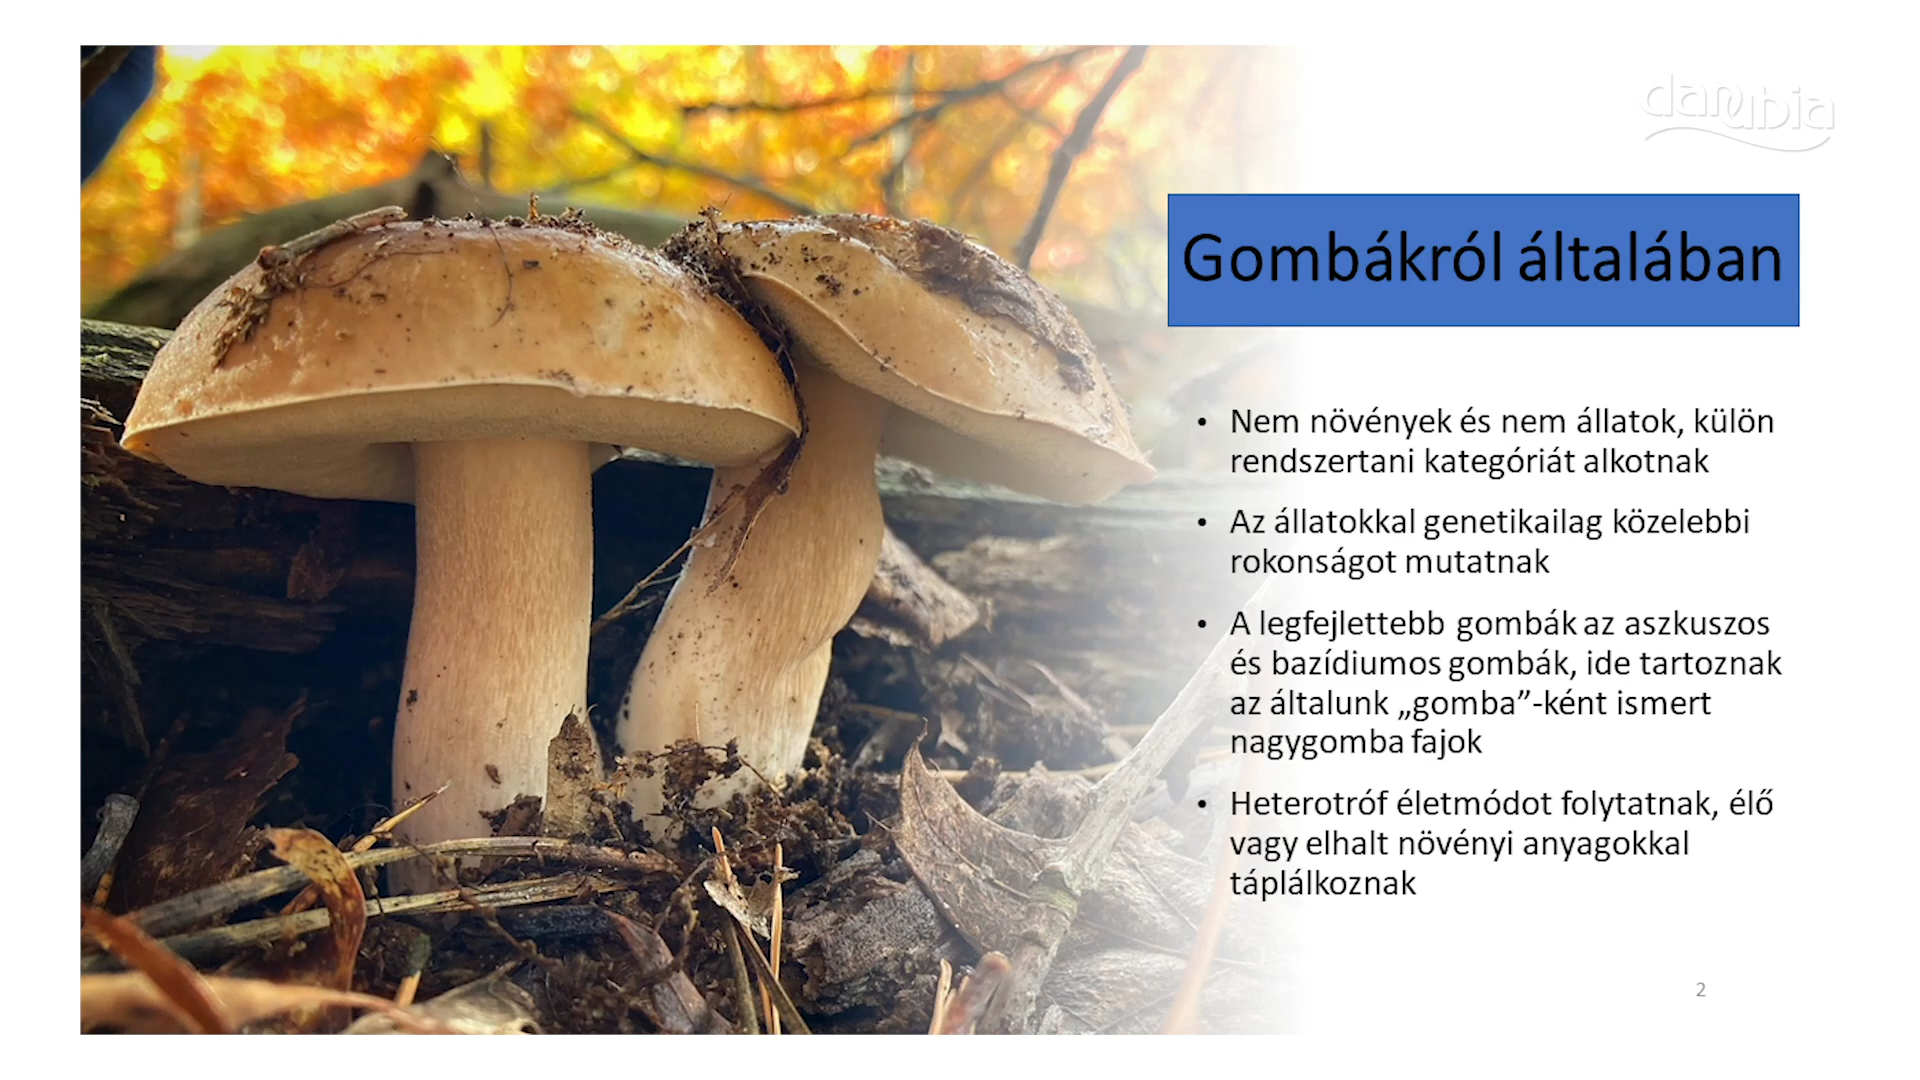 danubia
Gombákról általában
• Nem növények és nem állatok, külön
rendszertani kategóriát alkotnak
• Az állatokkal genetikailag közelebbi
rokonságot mutatnak
• A legfejlettebb gombák az aszkuszos
és bazídiumos gombák, ide tartoznak
az általunk „gomba”-ként ismert
nagygomba fajok
• Heterotróf életmódot folytatnak, élő
vagy elhalt növényi anyagokkal
táplálkoznak
2